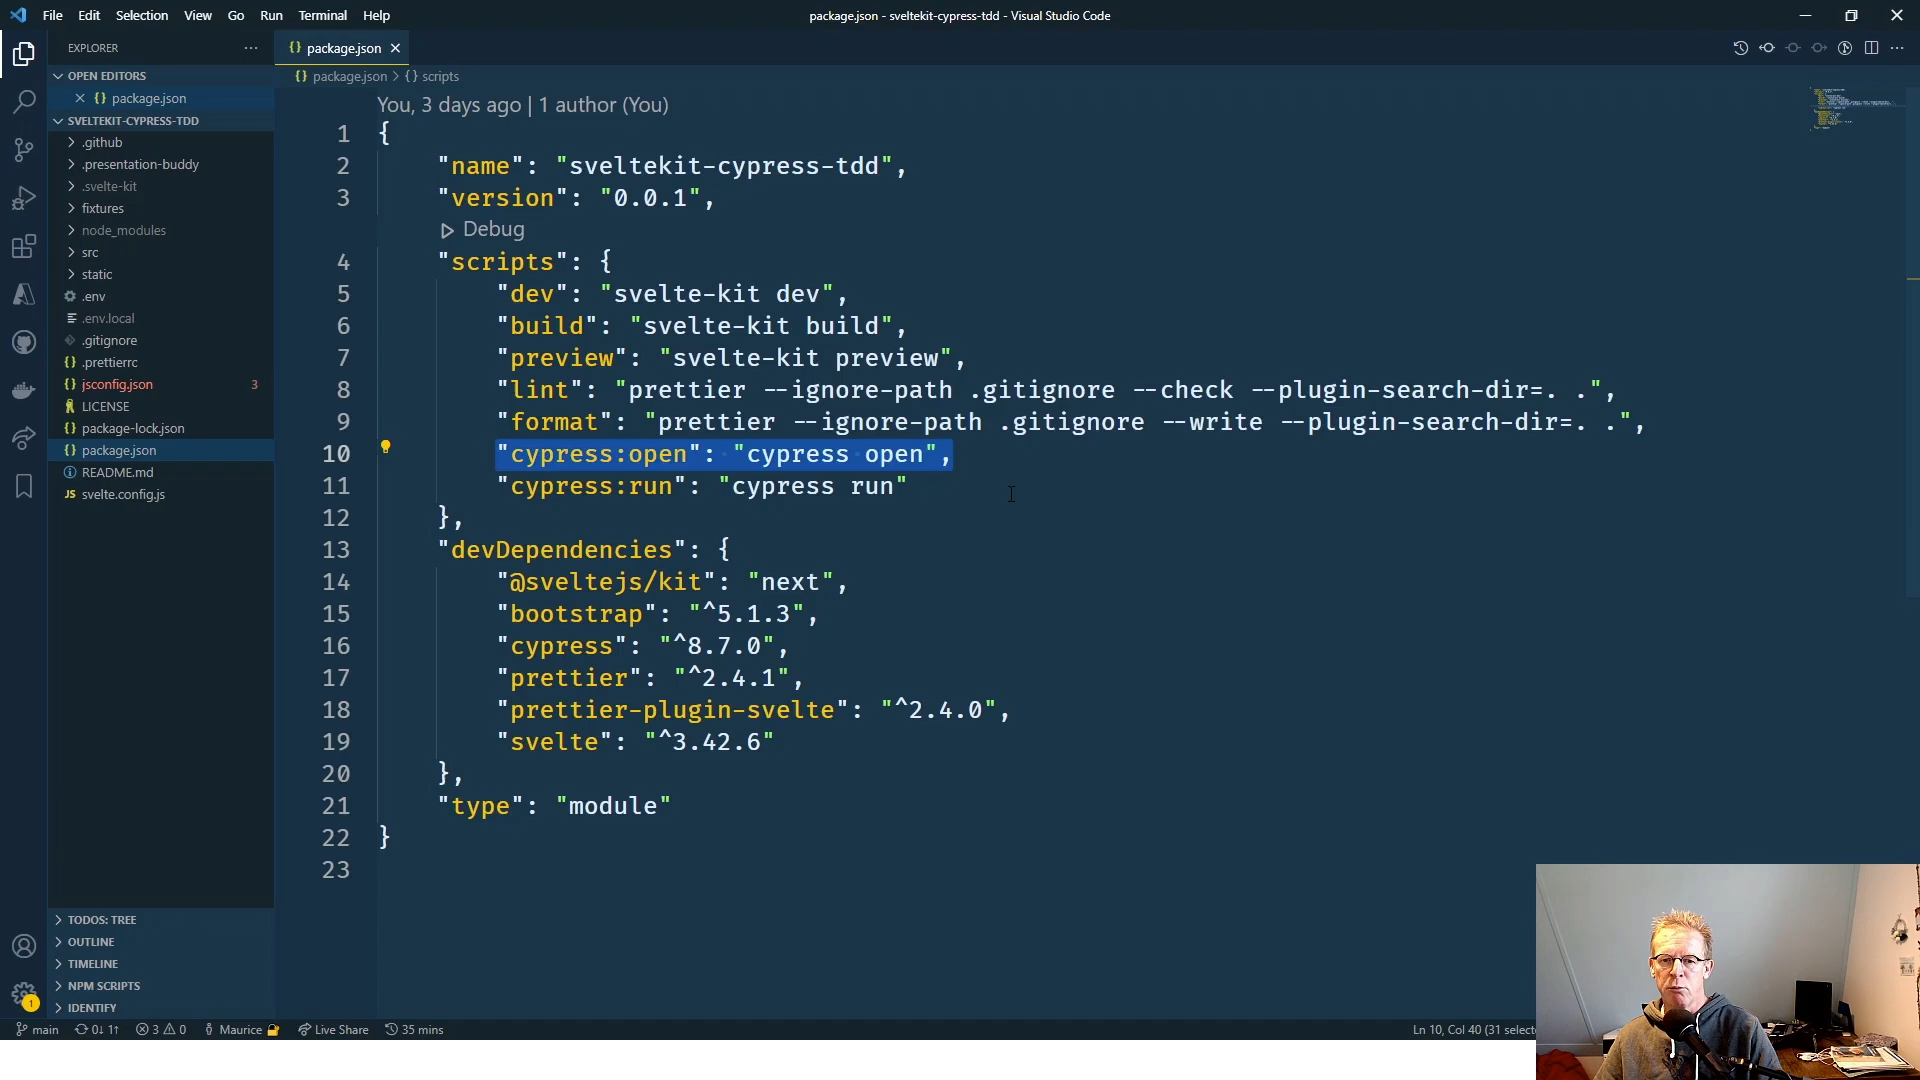 File Edit Selection View Go Run Terminal Help
package.json - sveltekit-cypress-tdd - Visual Studio Code
EXPLORER
OPEN EDITORS
{} package.json
SVELTEKIT-CYPRESS-TDD
.github
.presentation-buddy
.svelte-kit
fixtures
node_modules
src
static
.env
.env.local
.gitignore
{} .prettierrc
{} jsconfig.json 3
LICENSE
{} package-lock.json
{} package.json
README.md
JS svelte.config.js
TODOS: TREE
OUTLINE
TIMELINE
NPM SCRIPTS
IDENTIFY
{} package.json
{} package.json > {} scripts
You, 3 days ago | 1 author (You)
1 {
2 "name": "sveltekit-cypress-tdd",
3 "version": "0.0.1",
Debug
4 "scripts": {
5 "dev": "svelte-kit dev",
6 "build": "svelte-kit build",
7 "preview": "svelte-kit preview",
8 "lint": "prettier --ignore-path .gitignore --check --plugin-search-dir=. .",
9 "format": "prettier --ignore-path .gitignore --write --plugin-search-dir=. .",
10 "cypress:open": "cypress open",
11 "cypress:run": "cypress run"
12 },
13 "devDependencies": {
14 "@sveltejs/kit": "next",
15 "bootstrap": "^5.1.3",
16 "cypress": "^8.7.0",
17 "prettier": "^2.4.1",
18 "prettier-plugin-svelte": "^2.4.0",
19 "svelte": "^3.42.6"
20 },
21 "type": "module"
22 }
23
1
main 0↓ 1↑ 3 0 Maurice Live Share 35 mins
Ln 10, Col 40 (31 select